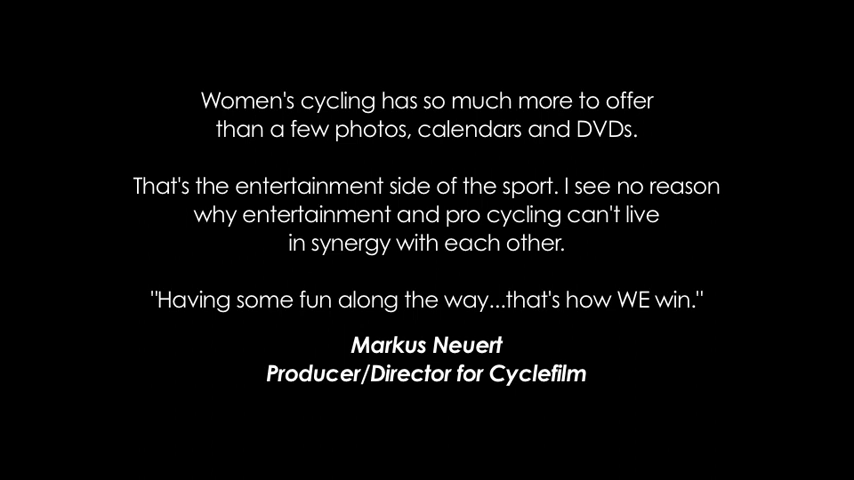 Women's cycling has so much more to offer
than a few photos, calendars and DVDs.
That's the entertainment side of the sport. I see no reason
why entertainment and pro cycling can't live
in synergy with each other.
"Having some fun along the way...that's how WE win."
Markus Neuert
Producer/Director for Cyclefilm